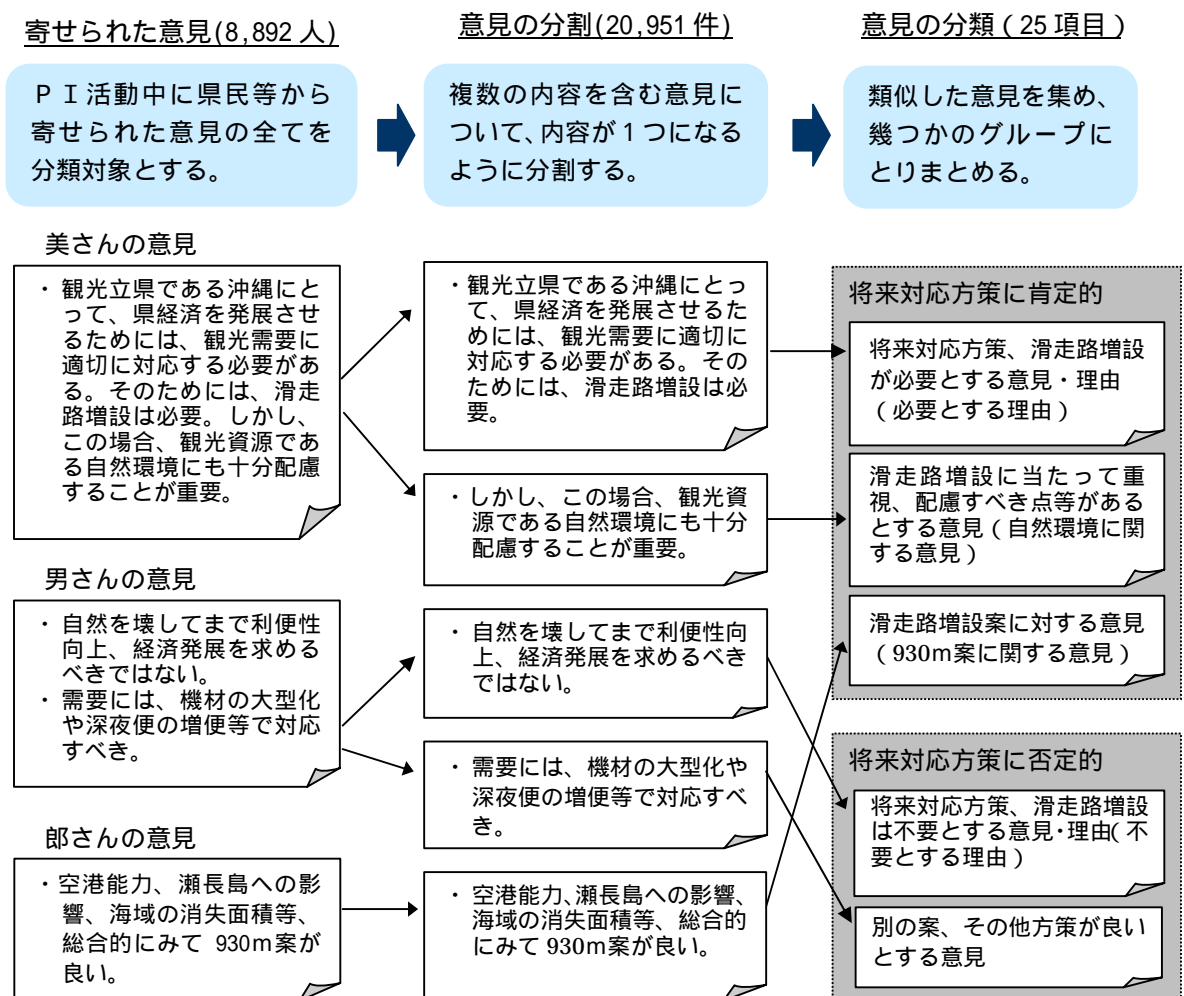 寄せられた意見(8,892 人)
意見の分割(20,951 件)
意見の分類（25 項目）
ＰＩ活動中に県民等から
寄せられた意見の全てを
分類対象とする。
複数の内容を含む意見に
ついて、内容が１つになる
ように分割する。
類似した意見を集め、
幾つかのグループに
とりまとめる。
美さんの意見
・観光立県である沖縄にと
って、県経済を発展させ
るためには、観光需要に
適切に対応する必要があ
る。そのためには、滑走
路増設は必要。しかし、
この場合、観光資源であ
る自然環境にも十分配慮
することが重要。
・観光立県である沖縄にとっ
て、県経済を発展させるた
めには、観光需要に適切に
対応する必要がある。その
ためには、滑走路増設は必
要。
・しかし、この場合、観光資
源である自然環境にも十分
配慮することが重要。
将来対応方策に肯定的
将来対応方策、滑走路増設
が必要とする意見・理由
（必要とする理由）
滑走路増設に当たって重
視、配慮すべき点等がある
とする意見（自然環境に関
する意見）
滑走路増設案に対する意見
（930ｍ案に関する意見）
男さんの意見
・自然を壊してまで利便性
向上、経済発展を求める
べきではない。
・需要には、機材の大型化
や深夜便の増便等で対応
すべき。
・自然を壊してまで利便性向
上、経済発展を求めるべき
ではない。
・需要には、機材の大型化や
深夜便の増便等で対応すべ
き。
将来対応方策に否定的
将来対応方策、滑走路増設
は不要とする意見・理由（不
要とする理由）
別の案、その他方策が良い
とする意見
郎さんの意見
・空港能力、瀬長島への影
響、海域の消失面積等、
総合的にみて 930ｍ案が
良い。
・空港能力、瀬長島への影響、
海域の消失面積等、総合的
にみて 930ｍ案が良い。